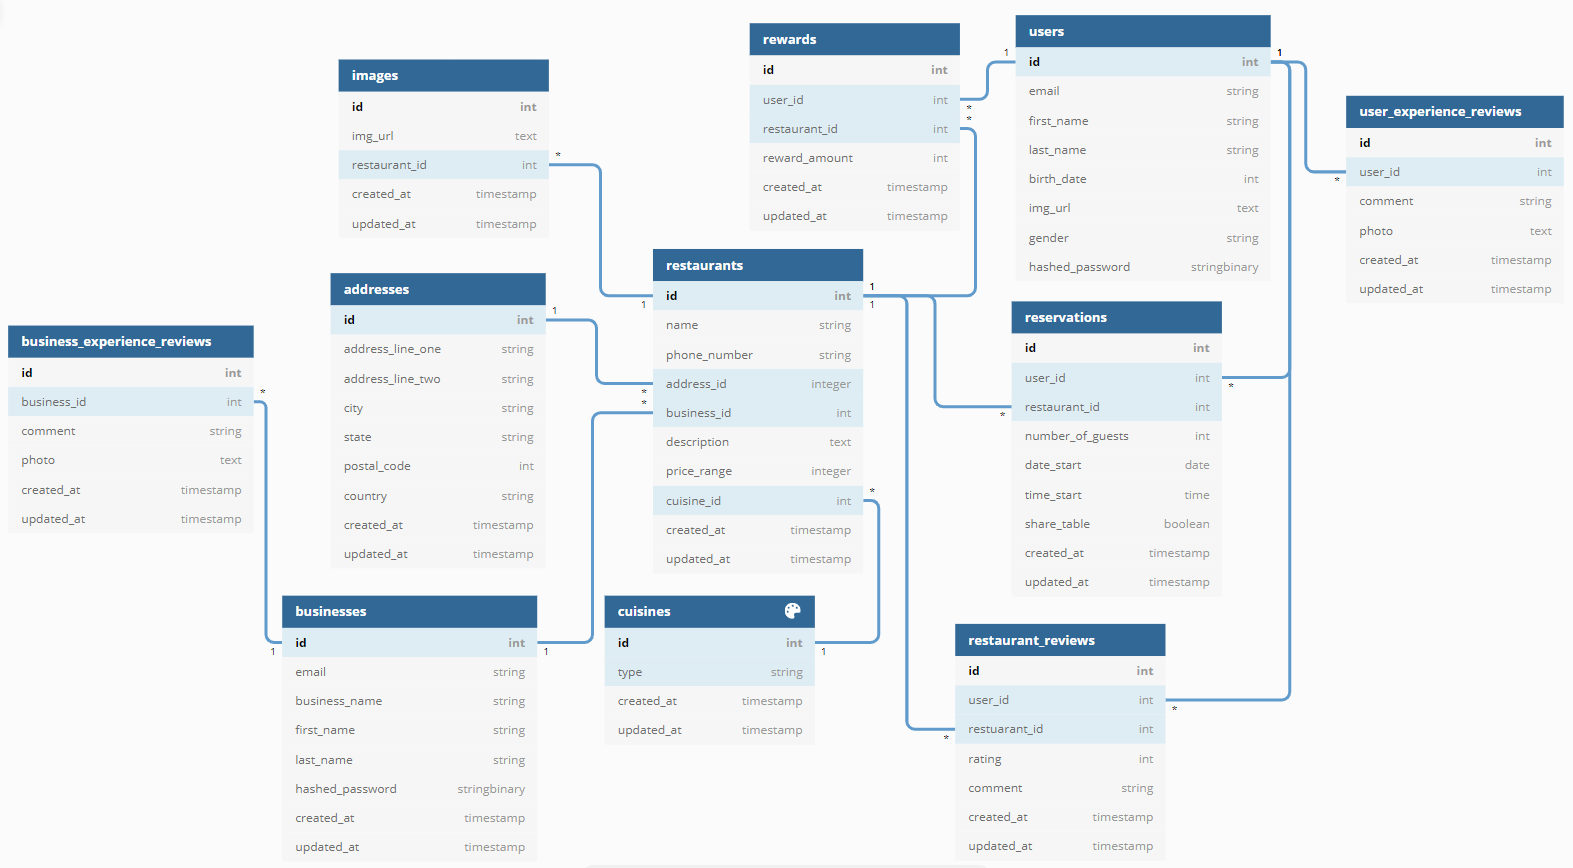 images
id int
img_url text
restaurant_id int
created_at timestamp
updated_at timestamp
*
rewards
id int
user_id int
restaurant_id int
reward_amount int
created_at timestamp
updated_at timestamp
*
*
users
1
1
id int
email string
first_name string
last_name string
birth_date int
img_url text
gender string
hashed_password stringbinary
user_experience_reviews
id int
user_id int
*
comment string
photo text
created_at timestamp
updated_at timestamp
addresses
id int
1
address_line_one string
address_line_two string
city string
state string
postal_code int
country string
created_at timestamp
updated_at timestamp
restaurants
id int
1
1
1
name string
phone_number string
address_id integer
*
*
business_id int
description text
price_range integer
cuisine_id int
*
created_at timestamp
updated_at timestamp
reservations
id int
user_id int
*
restaurant_id int
*
number_of_guests int
date_start date
time_start time
share_table boolean
created_at timestamp
updated_at timestamp
business_experience_reviews
id int
*
business_id int
comment string
photo text
created_at timestamp
updated_at timestamp
businesses
id int
1
1
email string
business_name string
first_name string
last_name string
hashed_password stringbinary
created_at timestamp
updated_at timestamp
cuisines
id int
1
type string
created_at timestamp
updated_at timestamp
restaurant_reviews
id int
user_id int
*
restuarant_id int
*
rating int
comment string
created_at timestamp
updated_at timestamp